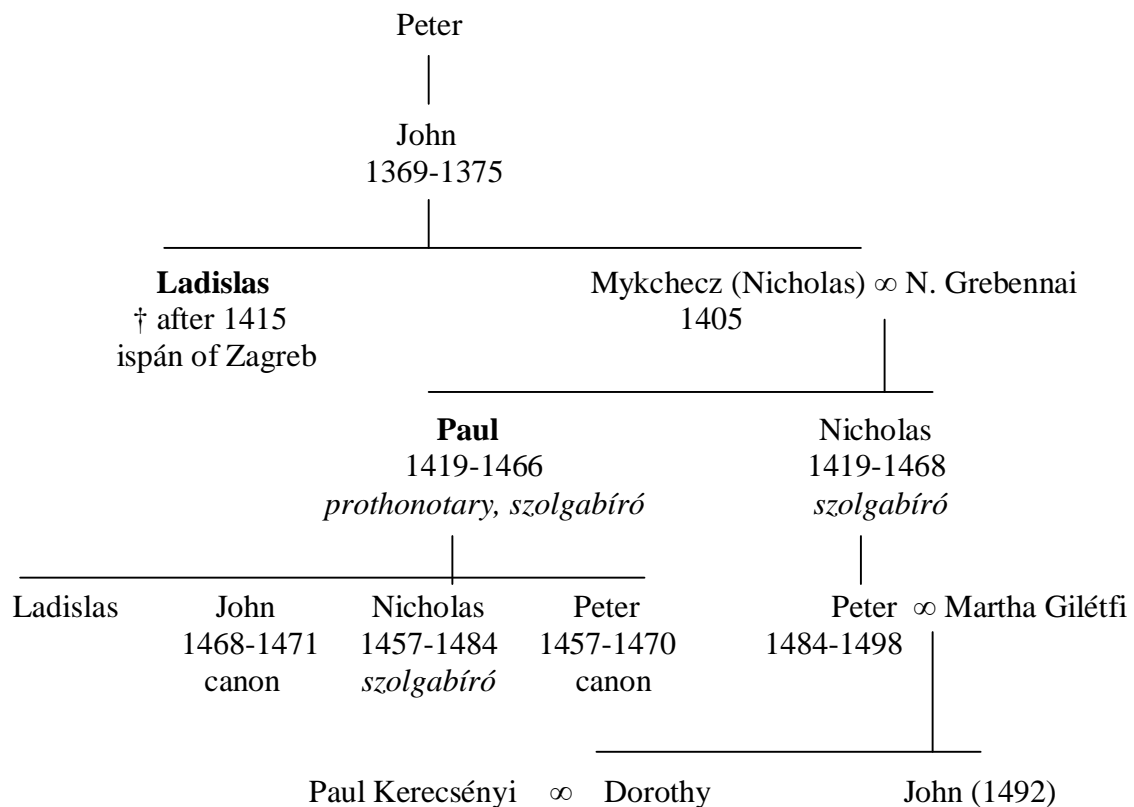 Peter
John
1369-1375
Ladislas Mykchecz (Nicholas) ∞ N. Grebennai
† after 1415 1405
ispán of Zagreb
Paul Nicholas
1419-1466 1419-1468
prothonotary, szolgabíró szolgabíró
Ladislas John Nicholas Peter Peter ∞ Martha Gilétfi
1468-1471 1457-1484 1457-1470 1484-1498
canon szolgabíró canon
Paul Kerecsényi ∞ Dorothy John (1492)